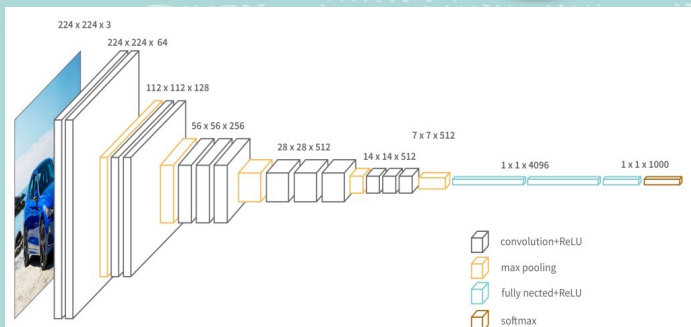 224 x 224 x 3
224 x 224 x 64
112 x 112 x 128
56 x 56 x 256
28 x 28 x 512
14 x 14 x 512
7 x 7 x 512
1 x 1 x 4096
1 x 1 x 1000
convolution+ReLU
max pooling
fully nected+ReLU
softmax